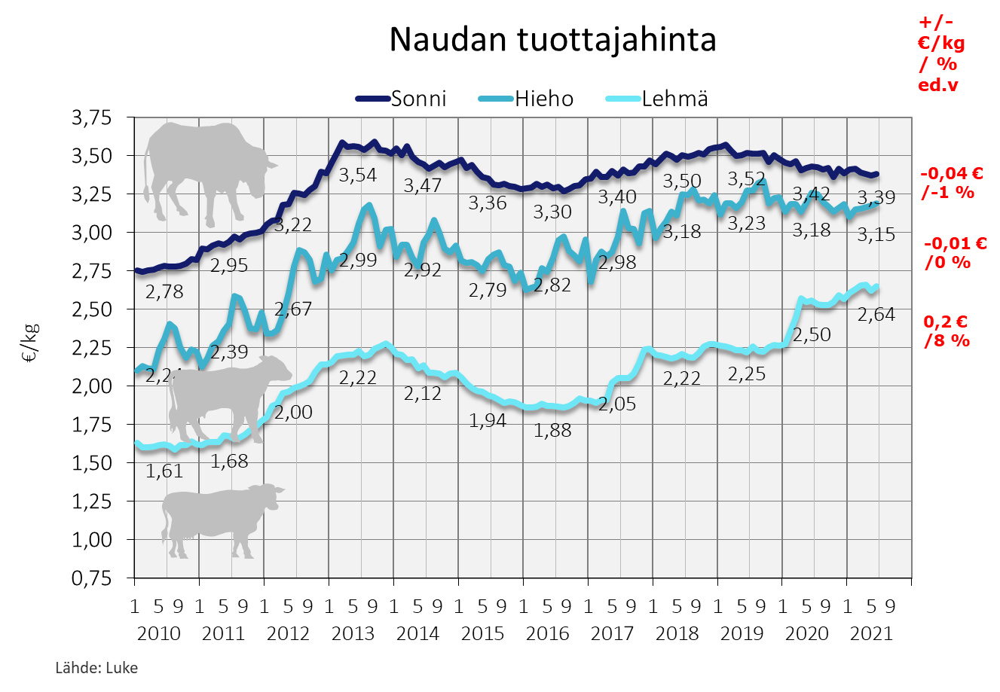 Naudan tuottajahinta
+/-
€/kg
/ %
ed.v
Sonni Hieho Lehmä
3,75
3,50
3,25
3,00
2,75
2,50
2,25
2,00
1,75
1,50
1,25
1,00
0,75
€/kg
2,78 2,95 3,22 3,54 3,47 3,36 3,30 3,40 3,50 3,52 3,42 3,39
2,24 2,39 2,67 2,99 2,92 2,79 2,82 2,98 3,18 3,23 3,18 3,15
1,61 1,68 2,00 2,22 2,12 1,94 1,88 2,05 2,22 2,25 2,50 2,64
-0,04 €
/-1 %
-0,01 €
/0 %
0,2 €
/8 %
1 5 9 1 5 9 1 5 9 1 5 9 1 5 9 1 5 9 1 5 9 1 5 9 1 5 9 1 5 9 1 5 9 1 5 9
2010 2011 2012 2013 2014 2015 2016 2017 2018 2019 2020 2021
Lähde: Luke